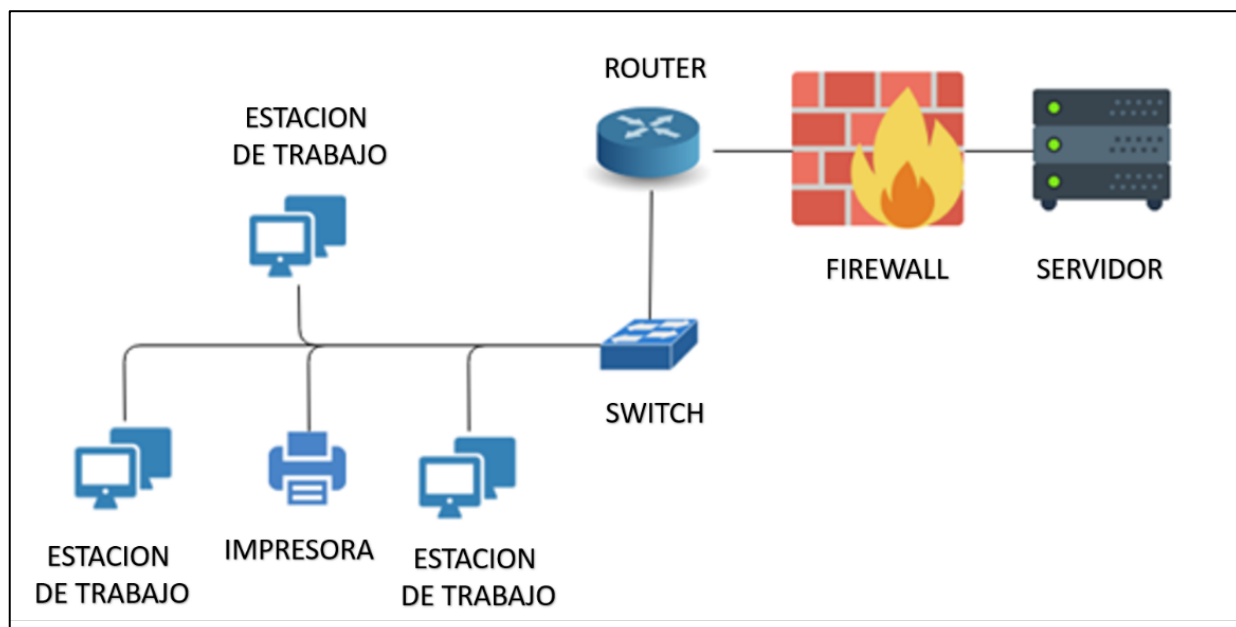 ROUTER
ESTACION
DE TRABAJO
FIREWALL
SERVIDOR
SWITCH
ESTACION
DE TRABAJO
IMPRESORA
ESTACION
DE TRABAJO